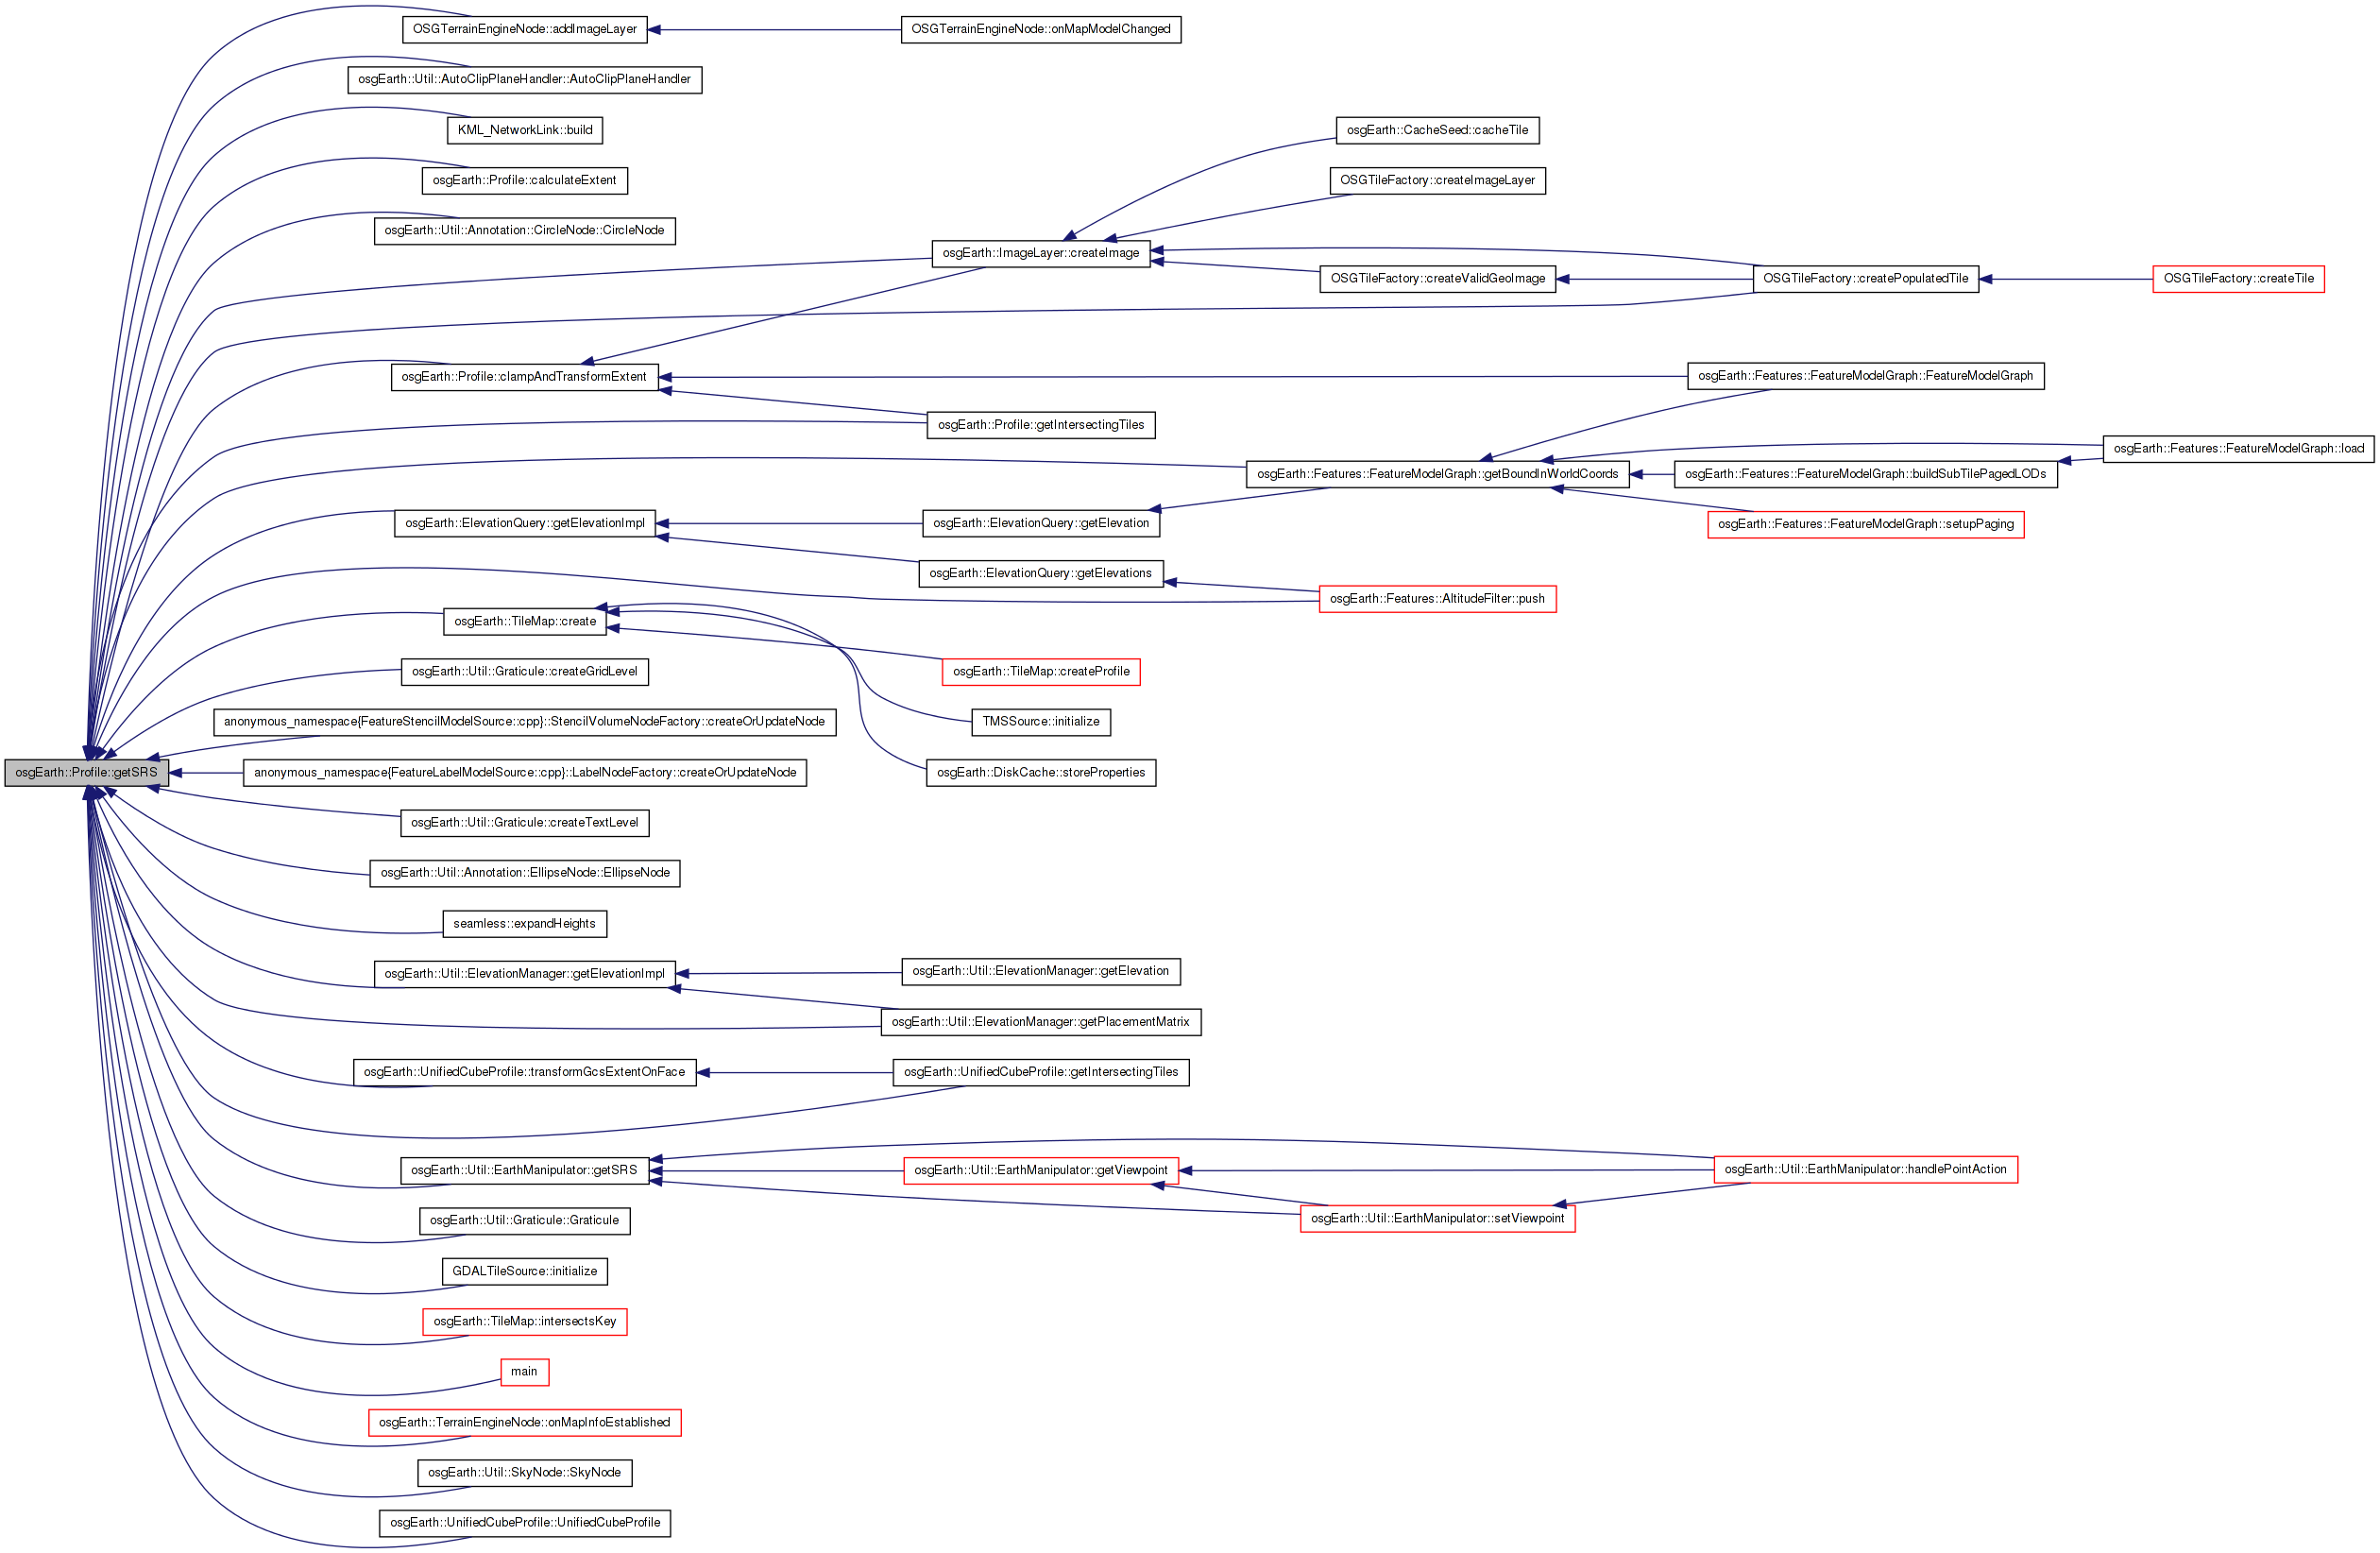 OSGTerrainEngineNode::addImageLayer
OSGTerrainEngineNode::onMapModelChanged
osgEarth::Util::AutoClipPlaneHandler::AutoClipPlaneHandler
KML_NetworkLink::build
osgEarth::CacheSeed::cacheTile
osgEarth::Profile::calculateExtent
OSGTileFactory::createImageLayer
osgEarth::Util::Annotation::CircleNode::CircleNode
osgEarth::ImageLayer::createImage
OSGTileFactory::createValidGeoImage
OSGTileFactory::createPopulatedTile
OSGTileFactory::createTile
osgEarth::Profile::clampAndTransformExtent
osgEarth::Features::FeatureModelGraph::FeatureModelGraph
osgEarth::Profile::getIntersectingTiles
osgEarth::Features::FeatureModelGraph::load
osgEarth::Features::FeatureModelGraph::getBoundInWorldCoords
osgEarth::Features::FeatureModelGraph::buildSubTilePagedLODs
osgEarth::ElevationQuery::getElevationImpl
osgEarth::ElevationQuery::getElevation
osgEarth::Features::FeatureModelGraph::setupPaging
osgEarth::ElevationQuery::getElevations
osgEarth::Features::AltitudeFilter::push
osgEarth::TileMap::create
osgEarth::Util::Graticule::createGridLevel
osgEarth::TileMap::createProfile
anonymous_namespace{FeatureStencilModelSource::cpp}::StencilVolumeNodeFactory::createOrUpdateNode
TMSSource::initialize
osgEarth::Profile::getSRS
anonymous_namespace{FeatureLabelModelSource::cpp}::LabelNodeFactory::createOrUpdateNode
osgEarth::DiskCache::storeProperties
osgEarth::Util::Graticule::createTextLevel
osgEarth::Util::Annotation::EllipseNode::EllipseNode
seamless::expandHeights
osgEarth::Util::ElevationManager::getElevationImpl
osgEarth::Util::ElevationManager::getElevation
osgEarth::Util::ElevationManager::getPlacementMatrix
osgEarth::UnifiedCubeProfile::transformGcsExtentOnFace
osgEarth::UnifiedCubeProfile::getIntersectingTiles
osgEarth::Util::EarthManipulator::getSRS
osgEarth::Util::EarthManipulator::getViewpoint
osgEarth::Util::EarthManipulator::handlePointAction
osgEarth::Util::Graticule::Graticule
osgEarth::Util::EarthManipulator::setViewpoint
GDALTileSource::initialize
osgEarth::TileMap::intersectsKey
main
osgEarth::TerrainEngineNode::onMapInfoEstablished
osgEarth::Util::SkyNode::SkyNode
osgEarth::UnifiedCubeProfile::UnifiedCubeProfile